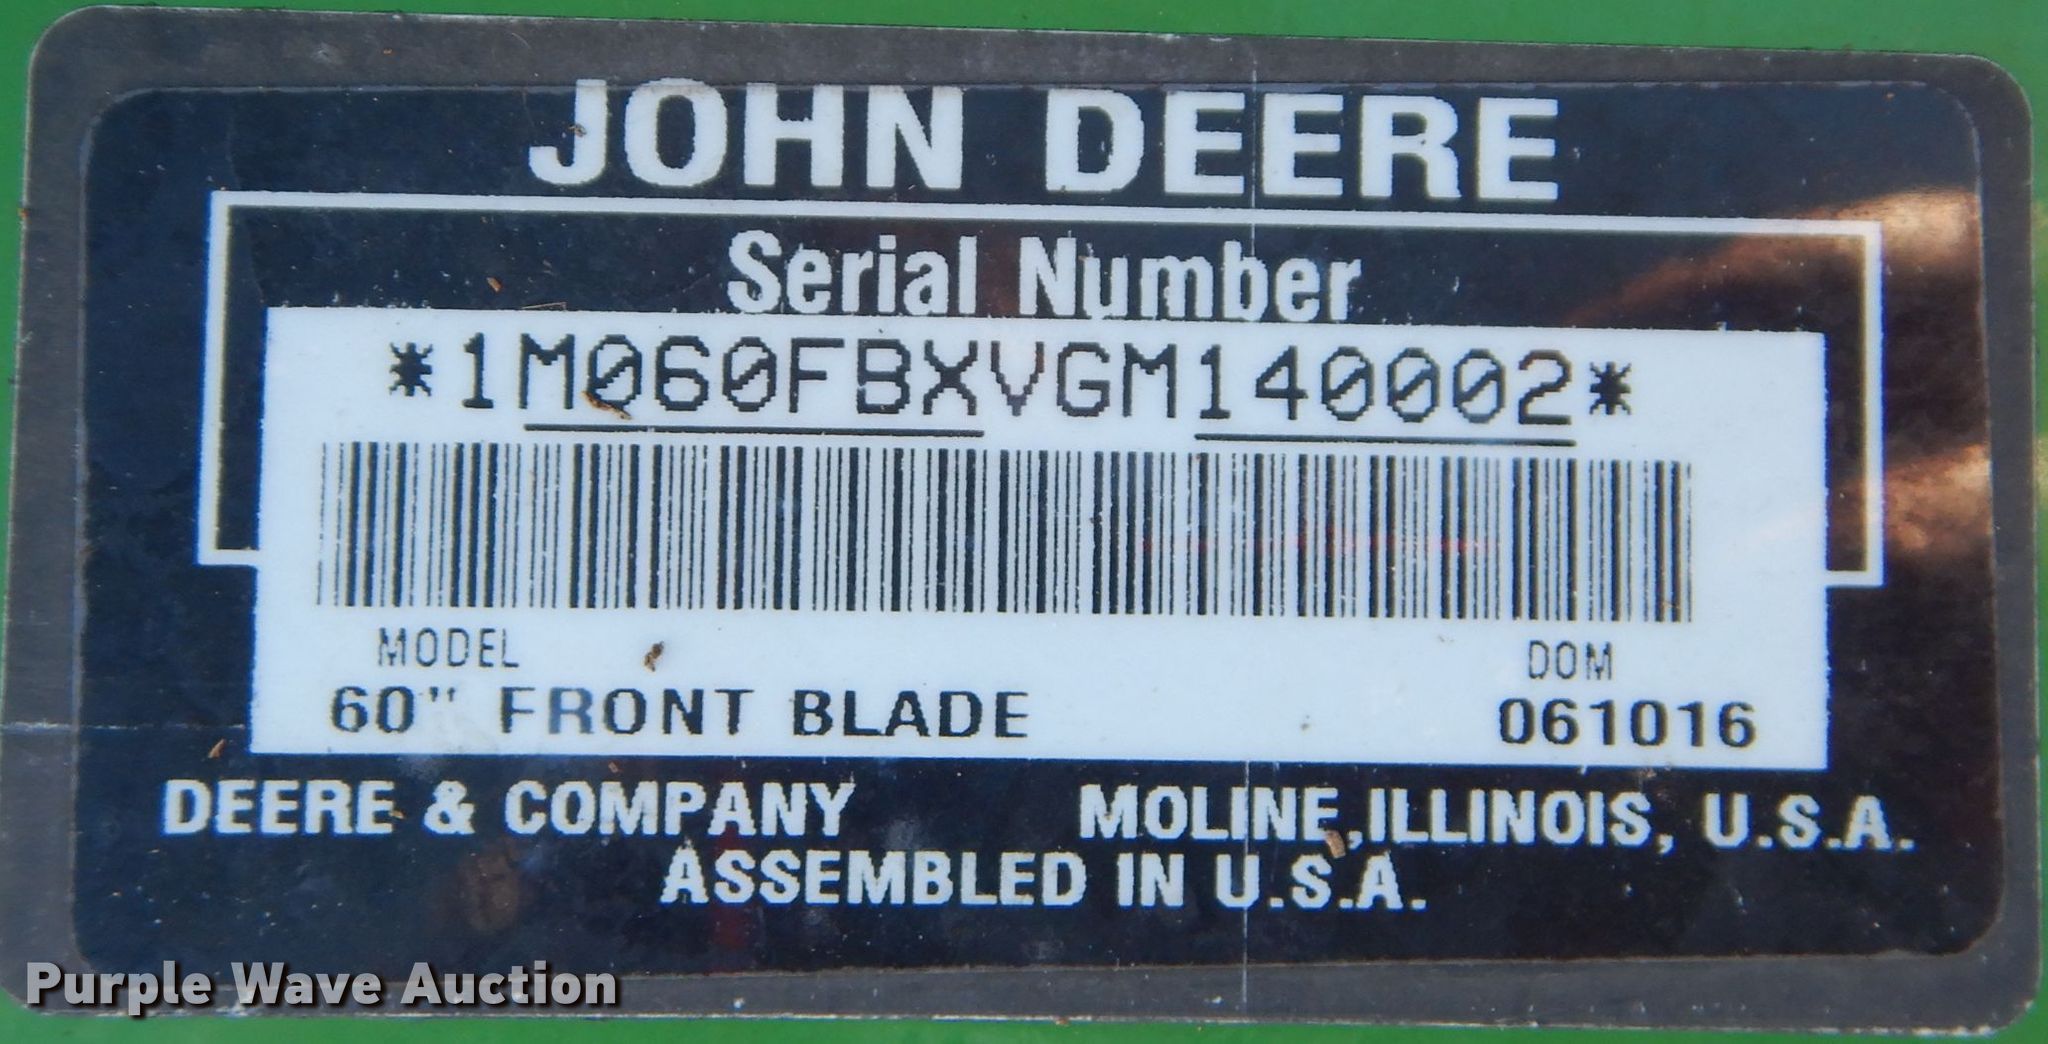 JOHN DEERE
Serial Number
*1M060FBXVGM140002*
MODEL DOM
60" FRONT BLADE 061016
DEERE & COMPANY MOLINE,ILLINOIS, U.S.A.
ASSEMBLED IN U.S.A.
Purple Wave Auction